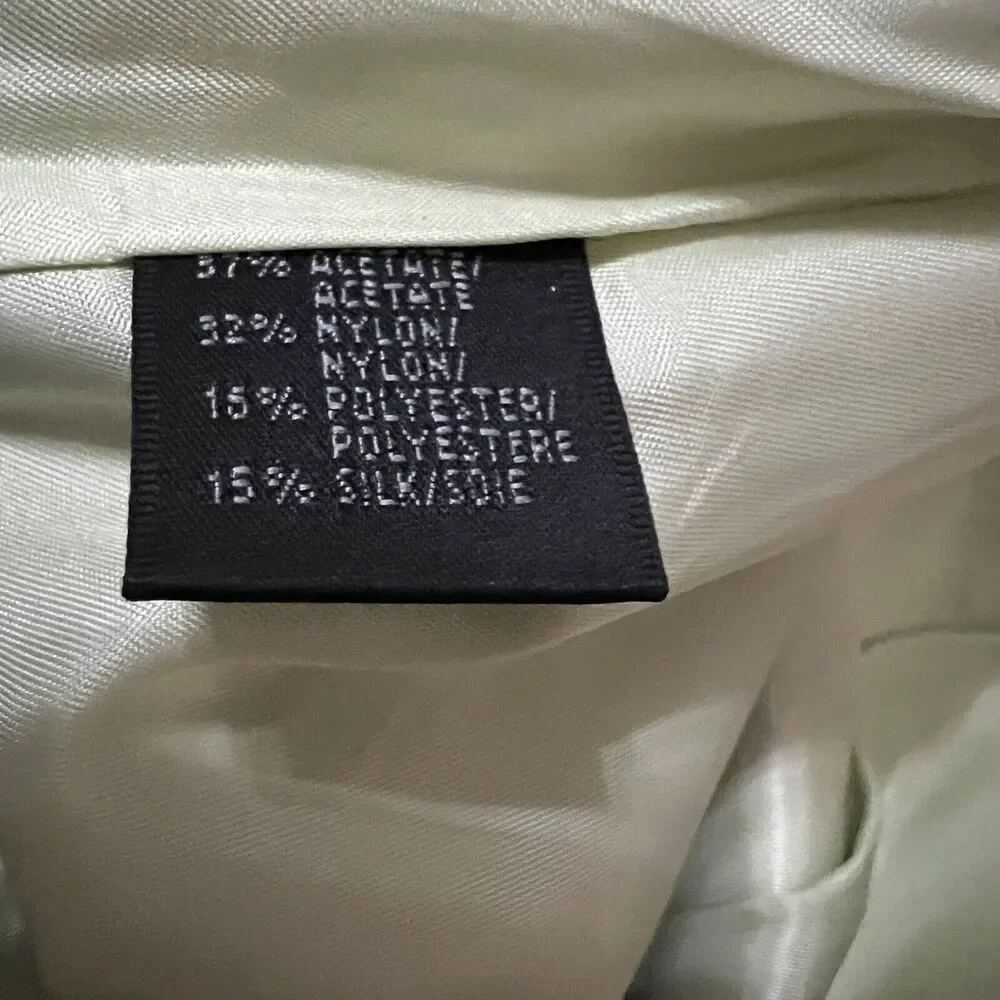 37% ACETATE/
ACETATE
32% NYLON/
NYLON/
16% POLYESTER/
POLYESTERE
15% SILK/SOIE